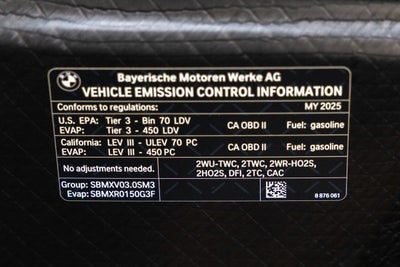 Bayerische Motoren Werke AG
VEHICLE EMISSION CONTROL INFORMATION
Conforms to regulations: MY 2025
U.S. EPA: Tier 3 - Bin 70 LDV CA OBD II Fuel: gasoline
EVAP: Tier 3 - 450 LDV
California: LEV III - ULEV 70 PC CA OBD II Fuel: gasoline
EVAP: LEV III - 450 PC
No adjustments needed. 2WU-TWC, 2TWC, 2WR-HO2S,
2HO2S, DFI, 2TC, CAC
Group: SBMXV03.0SM3
Evap: SBMXR0150G3F
8 876 061